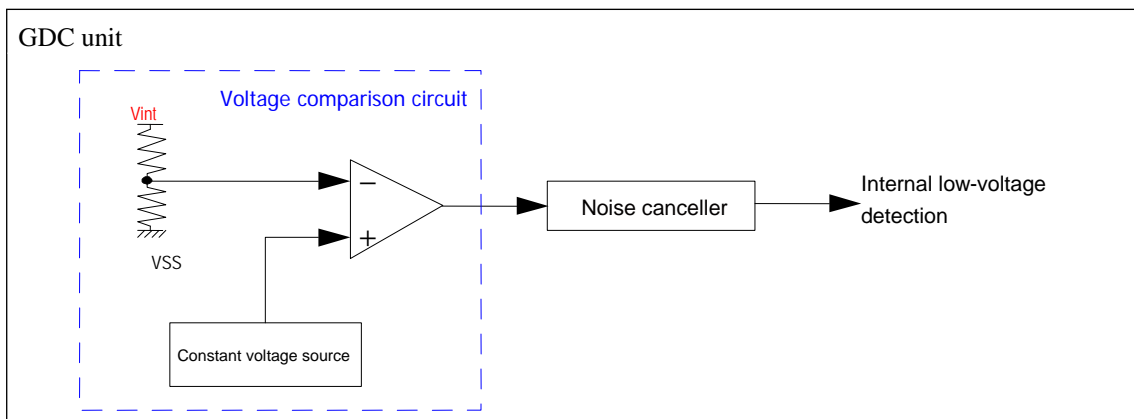 GDC unit
Voltage comparison circuit
Vint
−
+
VSS
Constant voltage source
Noise canceller
Internal low-voltage
detection